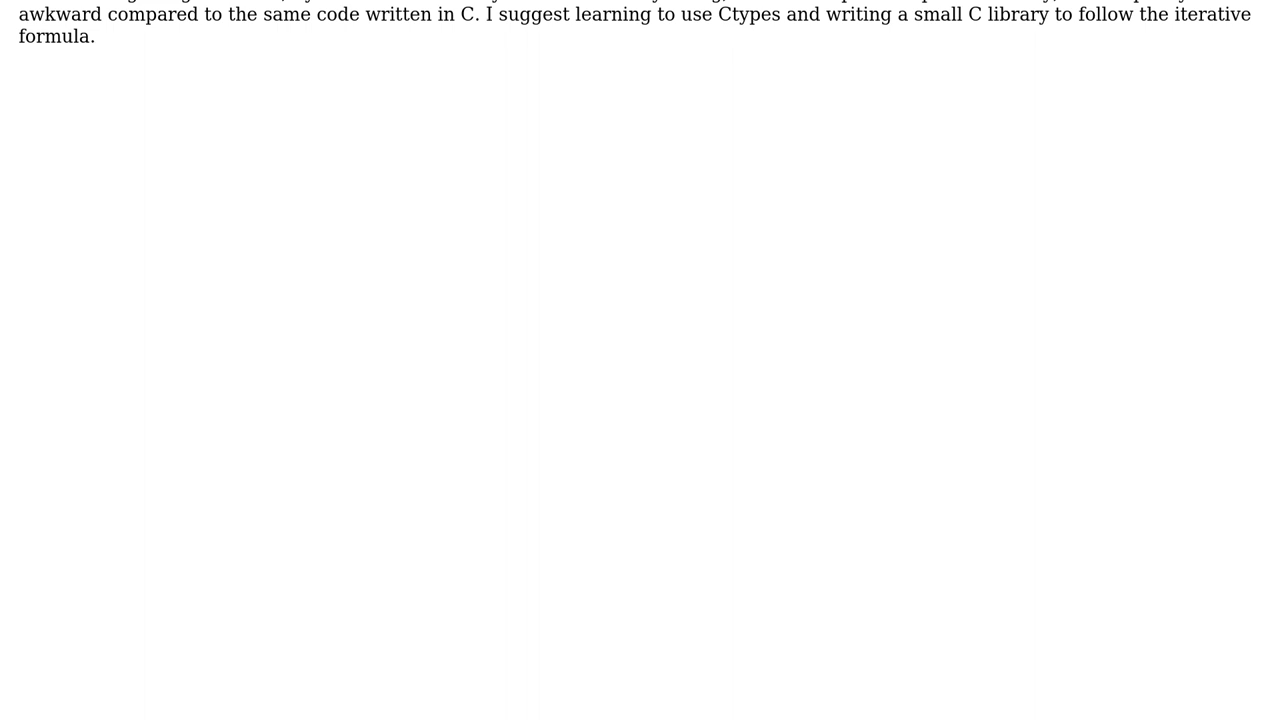 awkward compared to the same code written in C. I suggest learning to use Ctypes and writing a small C library to follow the iterative
formula.